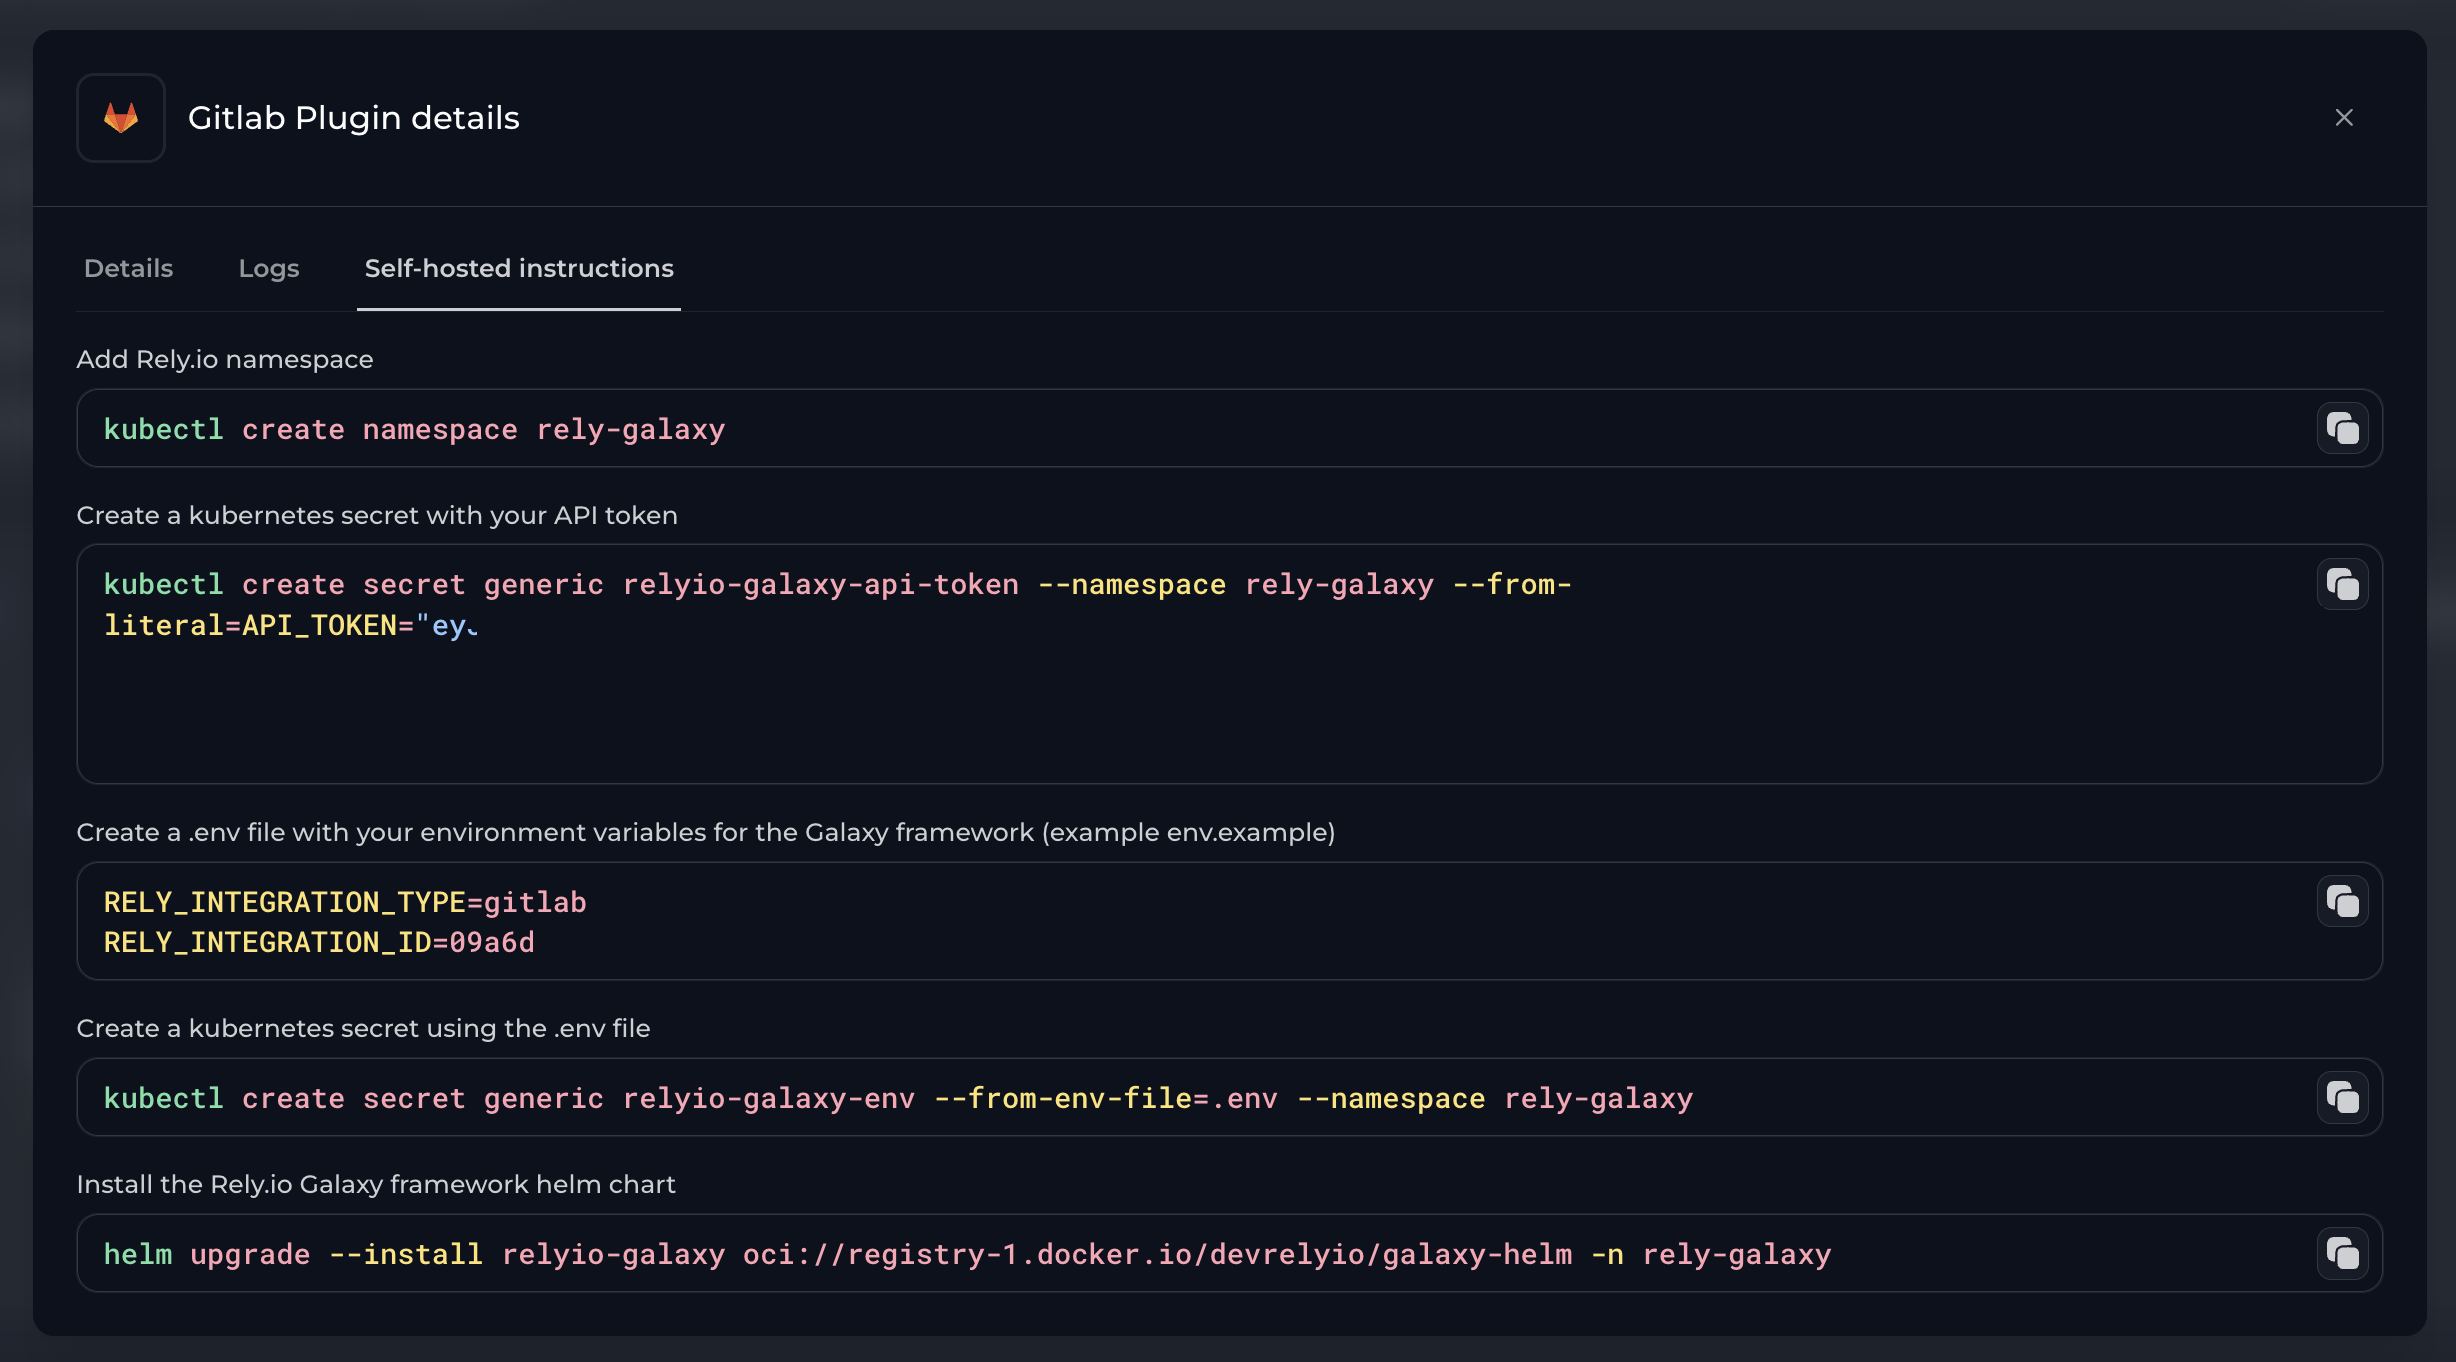 Gitlab Plugin details
Details Logs Self-hosted instructions
Add Rely.io namespace
kubectl create namespace rely-galaxy
Create a kubernetes secret with your API token
kubectl create secret generic relyio-galaxy-api-token --namespace rely-galaxy --from-
literal=API_TOKEN="ey
Create a .env file with your environment variables for the Galaxy framework (example env.example)
RELY_INTEGRATION_TYPE=gitlab
RELY_INTEGRATION_ID=09a6d
Create a kubernetes secret using the .env file
kubectl create secret generic relyio-galaxy-env --from-env-file=.env --namespace rely-galaxy
Install the Rely.io Galaxy framework helm chart
helm upgrade --install relyio-galaxy oci://registry-1.docker.io/devrelyio/galaxy-helm -n rely-galaxy